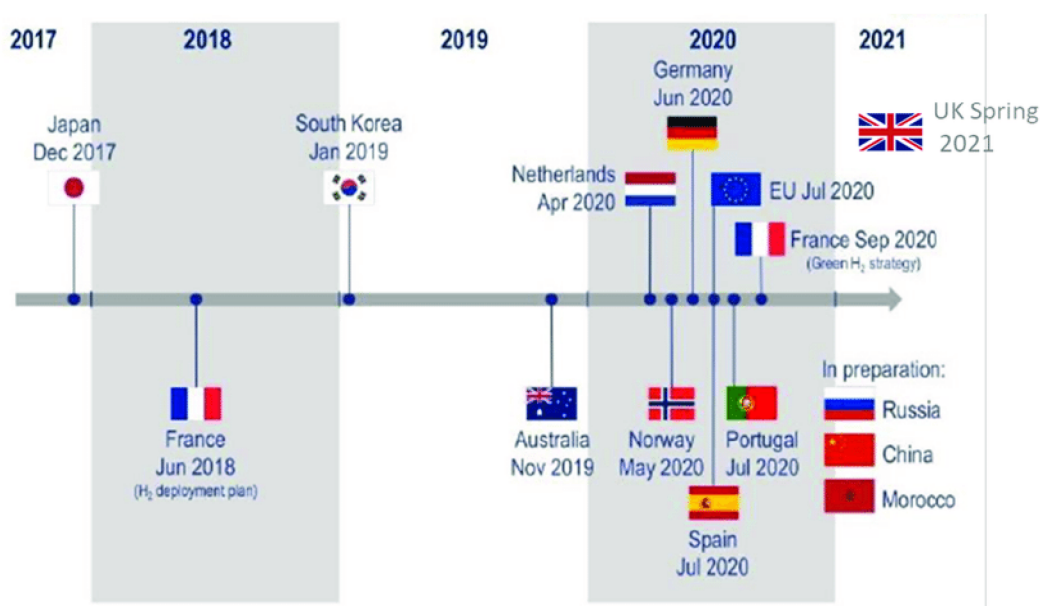 2017
2018
2019
2020
2021
Japan
Dec 2017
South Korea
Jan 2019
Netherlands
Apr 2020
Germany
Jun 2020
EU Jul 2020
France Sep 2020
(Green H₂ strategy)
UK Spring
2021
France
Jun 2018
(H₂ deployment plan)
Australia
Nov 2019
Norway
May 2020
Portugal
Jul 2020
Spain
Jul 2020
In preparation:
Russia
China
Morocco